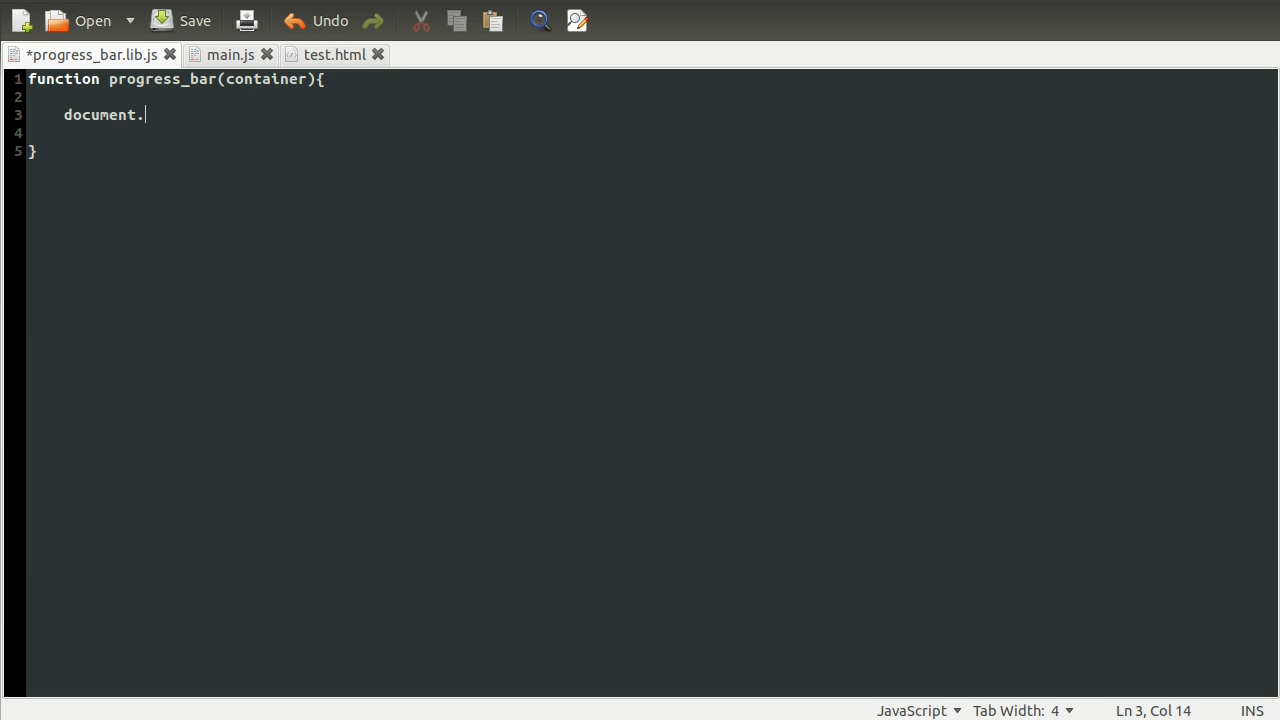 Open Save Undo
*progress_bar.lib.js main.js test.html
1 function progress_bar(container){
2
3 document.
4
5 }
JavaScript Tab Width: 4 Ln 3, Col 14 INS